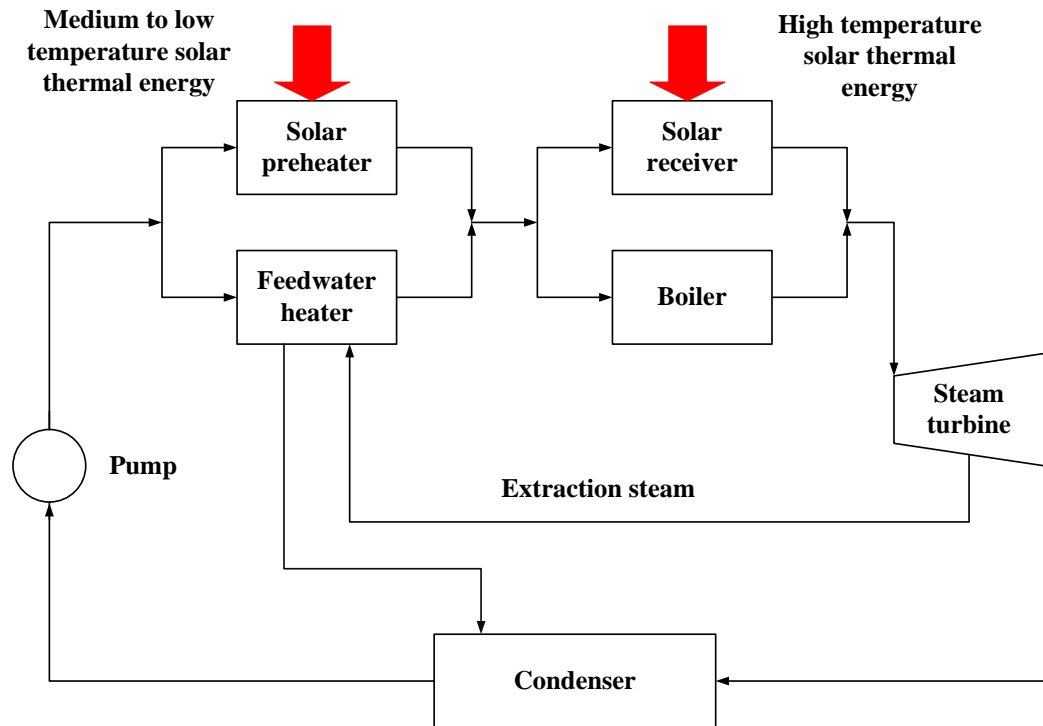 Medium to low
temperature solar
thermal energy
High temperature
solar thermal
energy
Solar
preheater
Solar
receiver
Feedwater
heater
Boiler
Steam
turbine
Pump
Extraction steam
Condenser